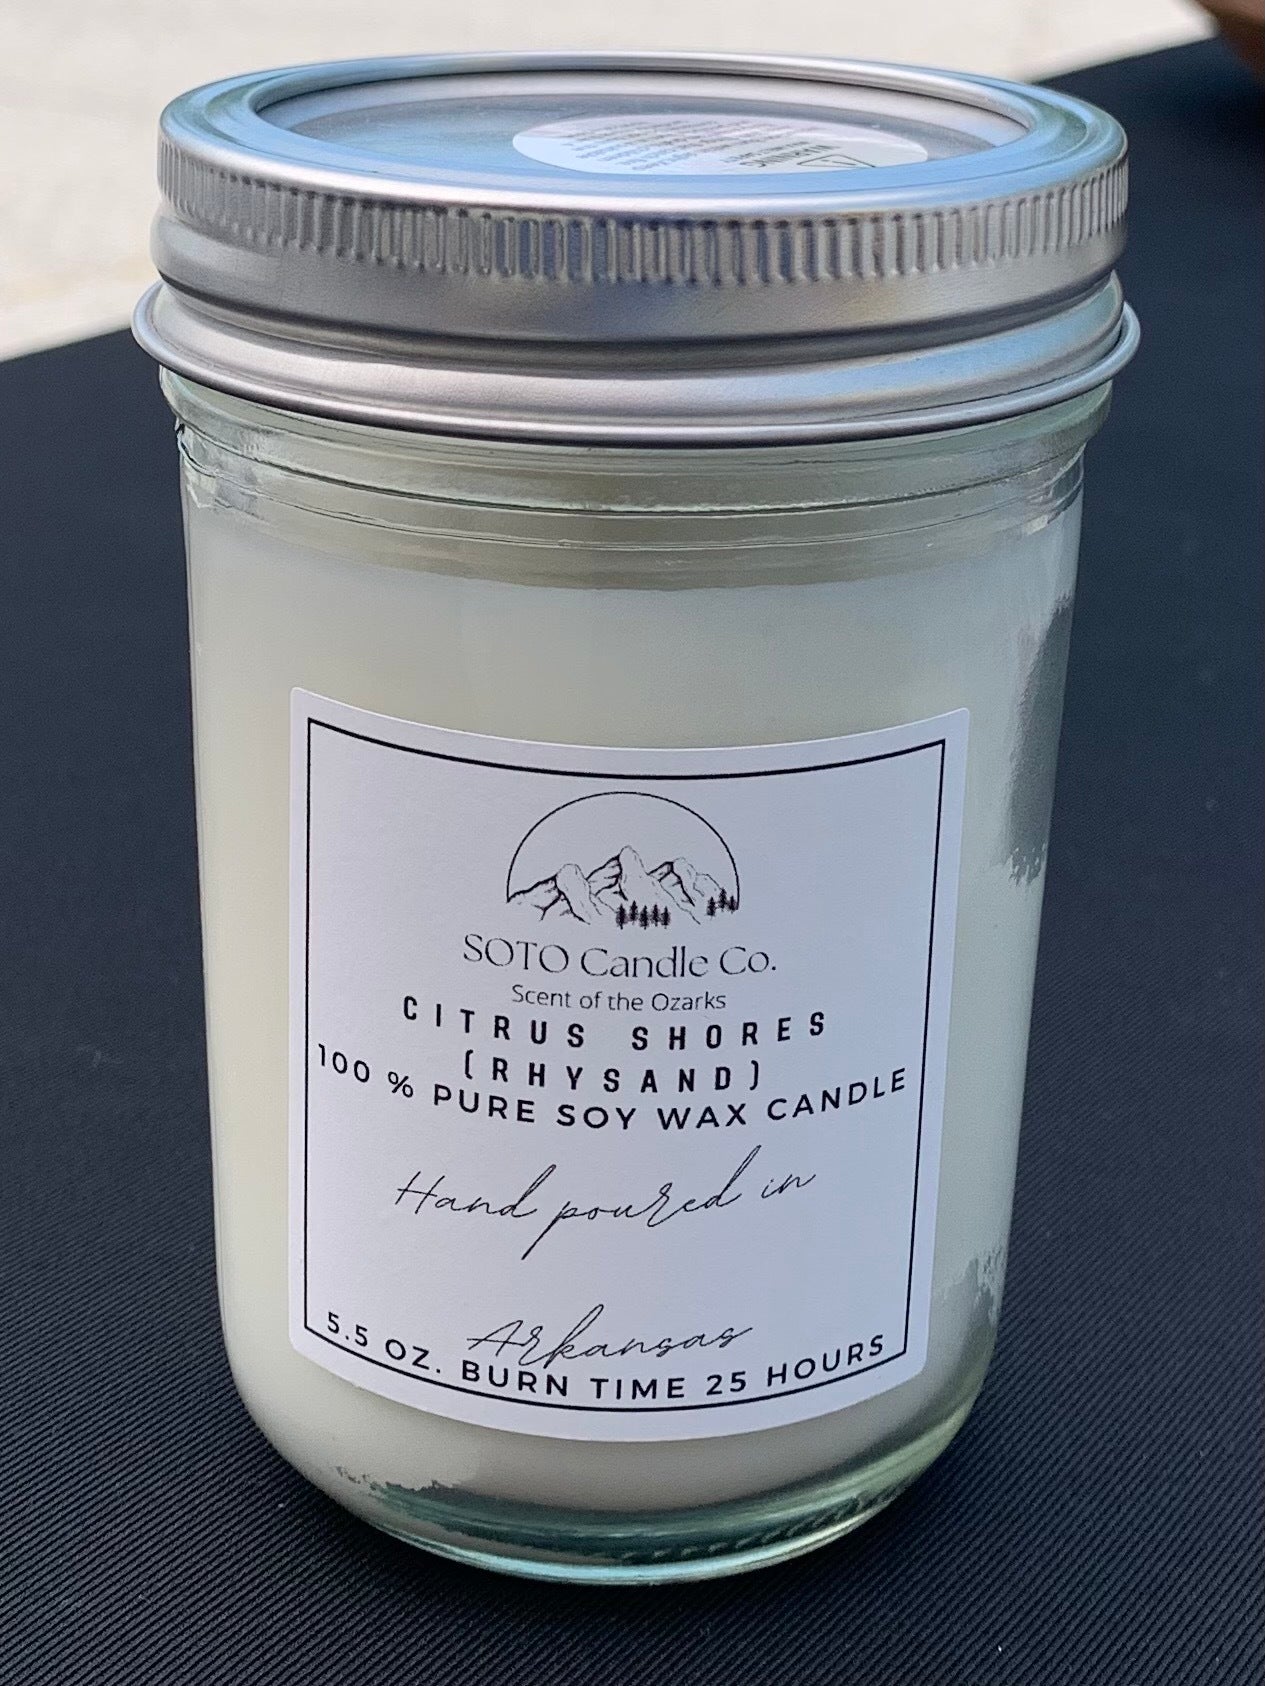 WARNING
SOTO Candle Co.
Scent of the Ozarks
CITRUS SHORES
(RHYSAND)
100 % PURE SOY WAX CANDLE
Hand poured in
Arkansas
5.5 OZ. BURN TIME 25 HOURS